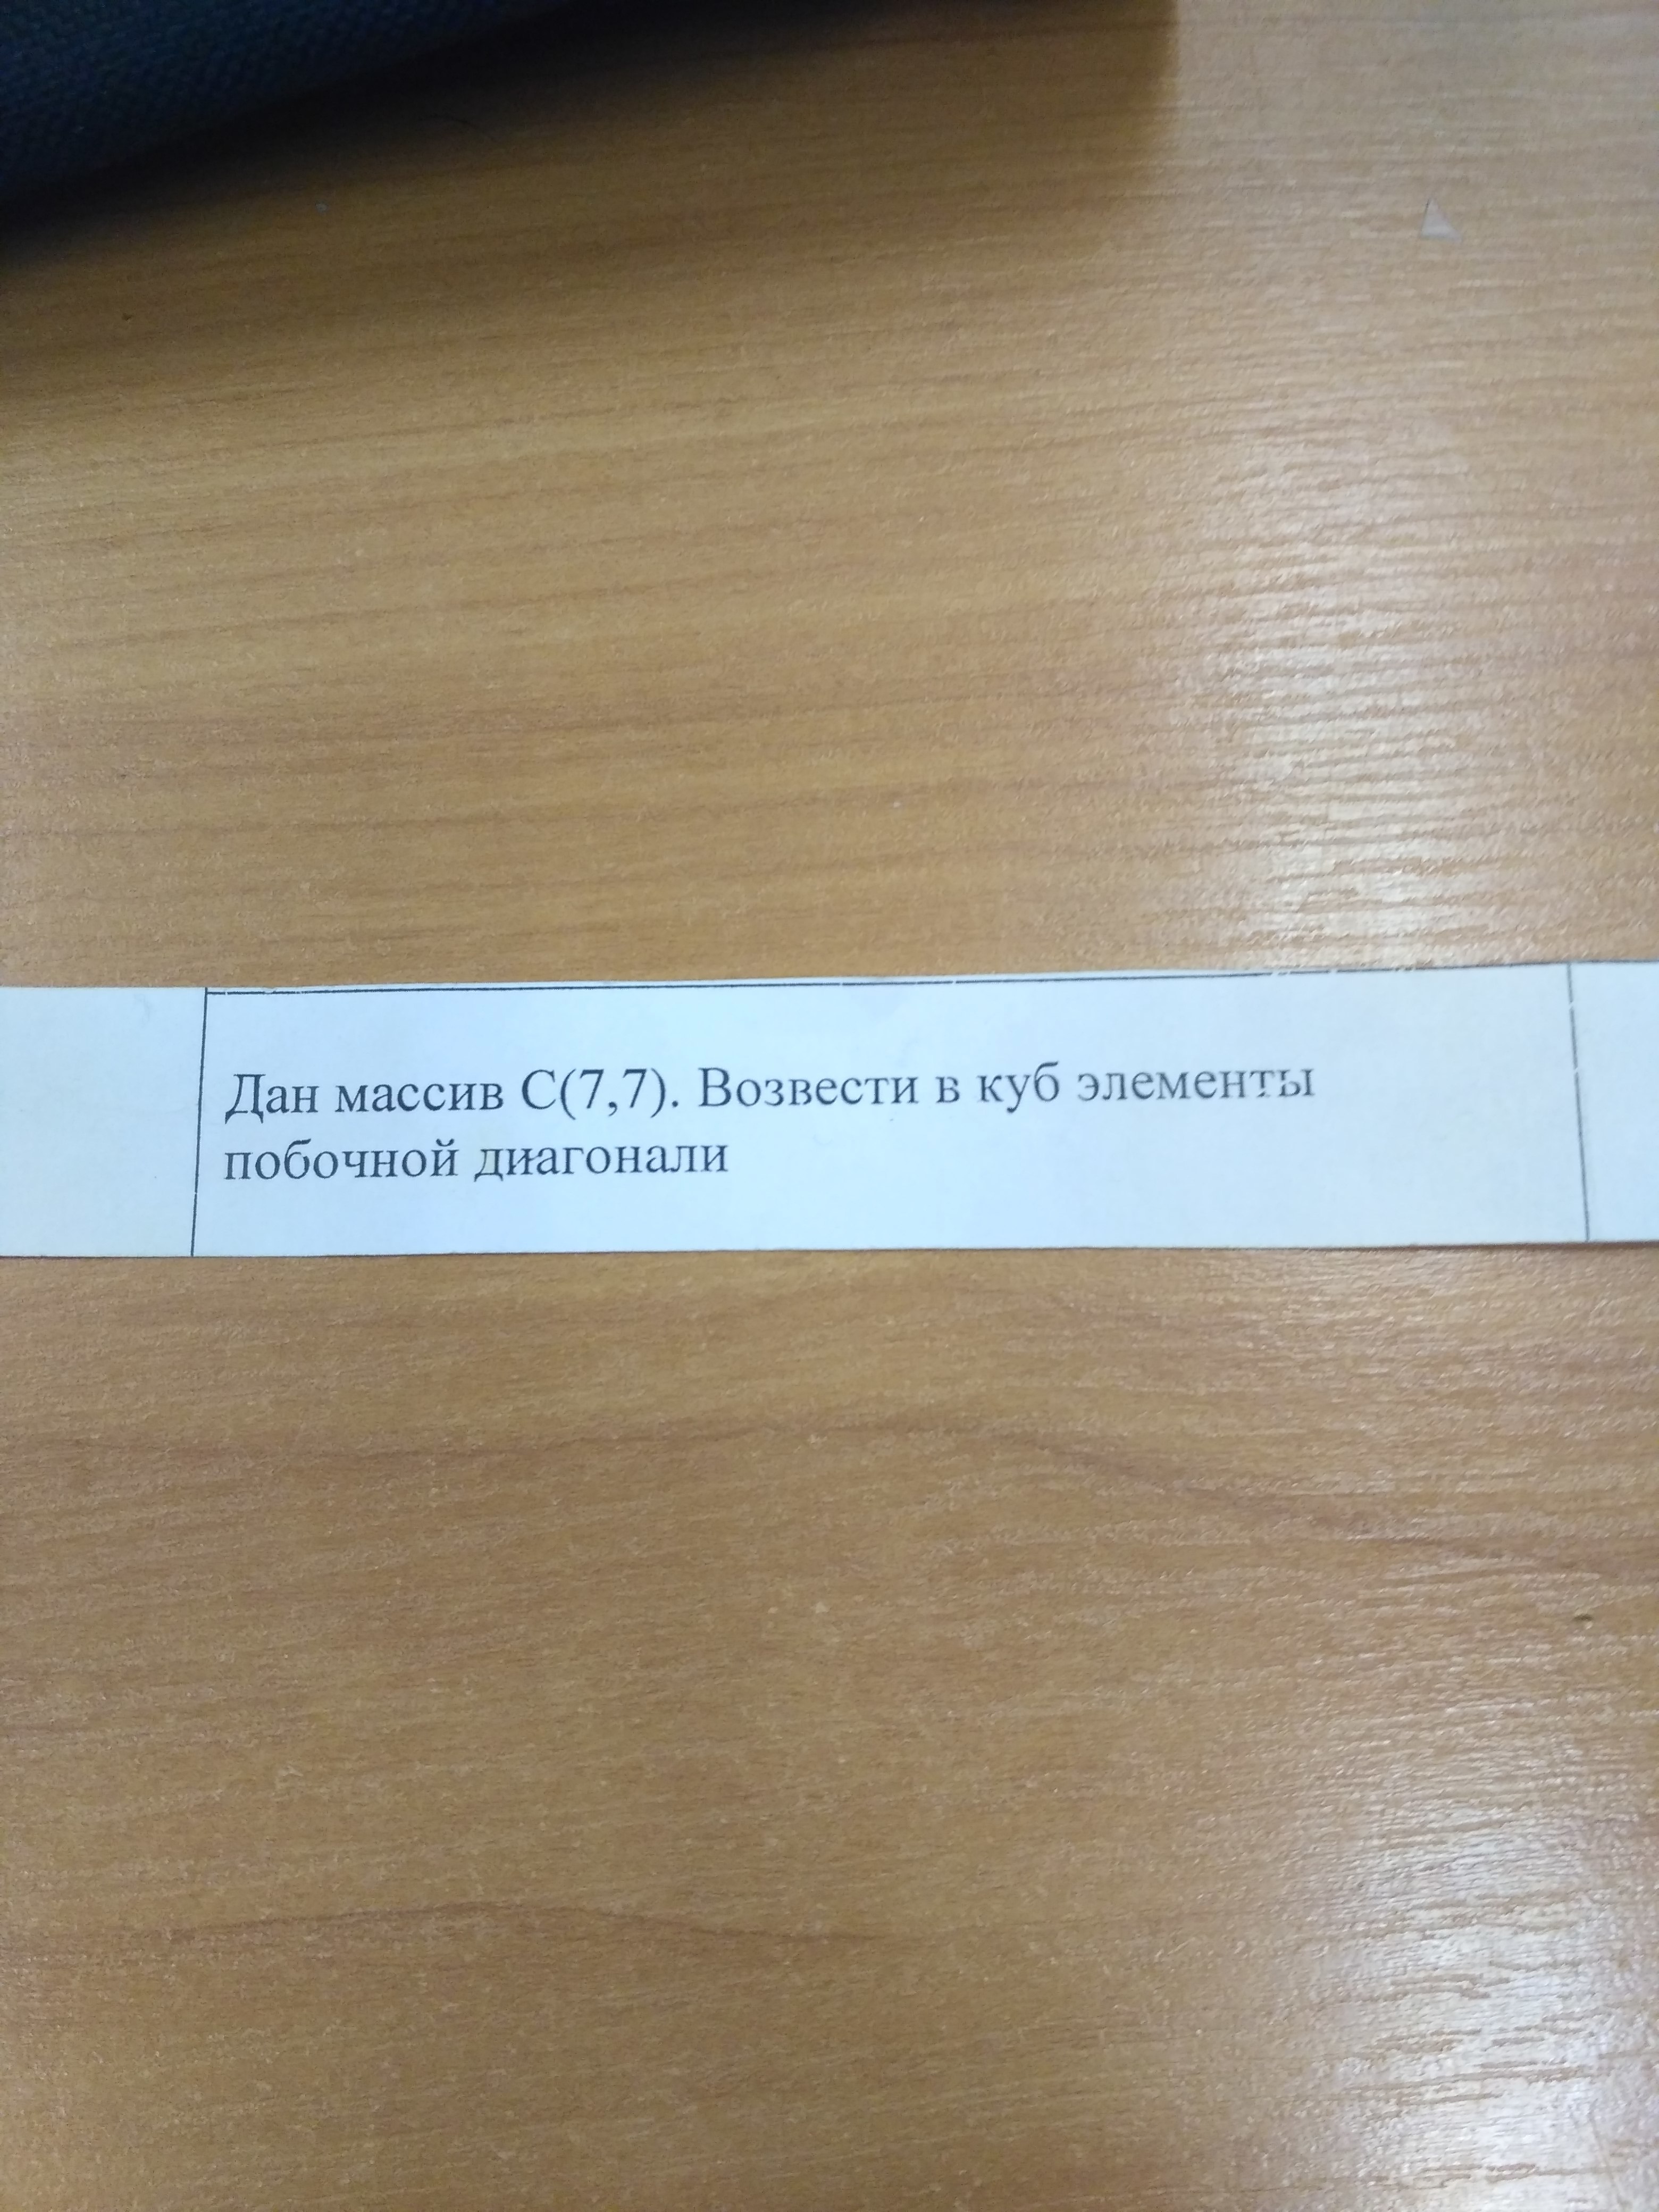 Дан массив С(7,7). Возвести в куб элементы
побочной диагонали